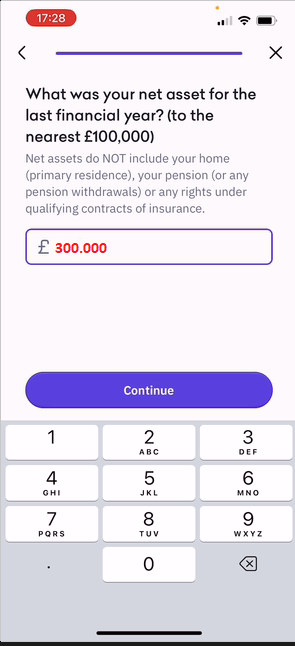 17:28
What was your net asset for the
last financial year? (to the
nearest £100,000)
Net assets do NOT include your home
(primary residence), your pension (or any
pension withdrawals) or any rights under
qualifying contracts of insurance.
£ 300.000
Continue
1 2 3
ABC DEF
4 5 6
GHI JKL MNO
7 8 9
PQRS TUV WXYZ
. 0